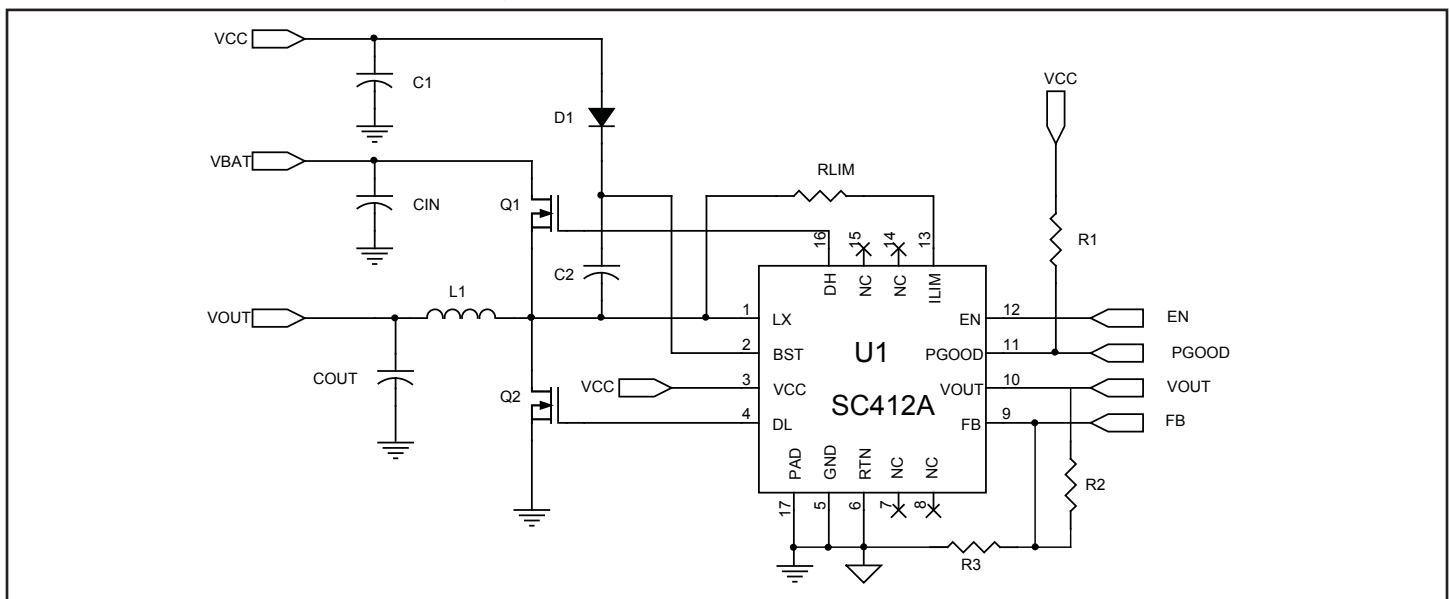 VCC
C1
VCC
D1
VBAT
RLIM
CIN
Q1
R1
16
15
14
13
C2
DH
NC
NC
ILIM
L1
VOUT
1
LX
EN
12
EN
2
BST
U1
PGOOD
11
PGOOD
COUT
VCC
3
VCC
VOUT
10
VOUT
Q2
SC412A
4
DL
FB
9
FB
PAD
GND
RTN
NC
NC
R2
17
5
6
7
8
R3